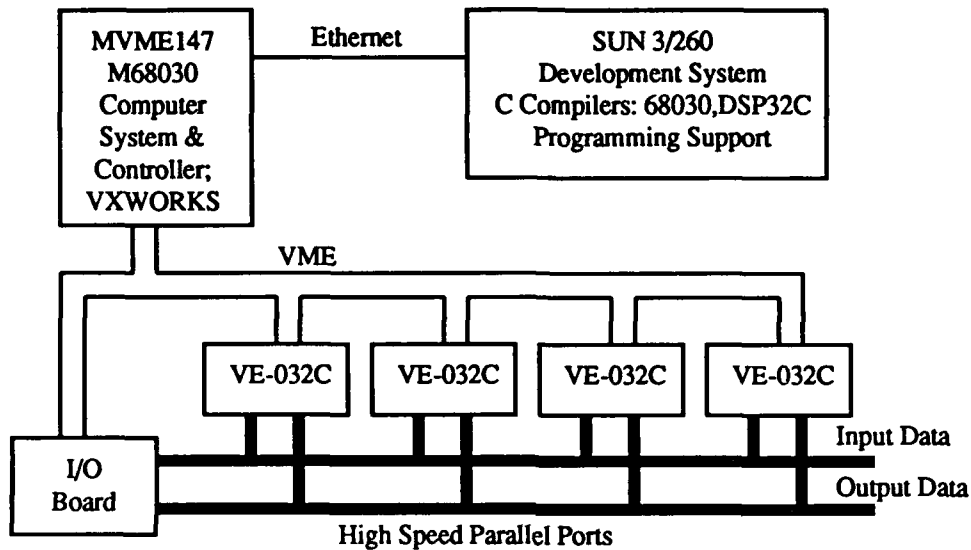 MVME147
M68030
Computer
System &
Controller;
VXWORKS
Ethernet
SUN 3/260
Development System
C Compilers: 68030,DSP32C
Programming Support
VME
VE-032C
VE-032C
VE-032C
VE-032C
I/O
Board
Input Data
Output Data
High Speed Parallel Ports